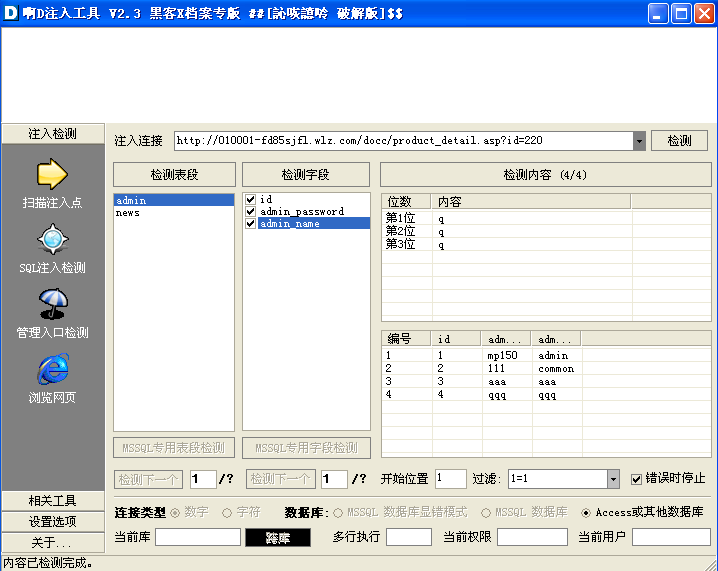 啊D注入工具 V2.3 黑客X档案专版 ##[訫咴諒唥 破解版]$$
注入检测
注入连接 http://010001-fd85sjfl.wlz.com/docc/product_detail.asp?id=220 检测
检测表段 检测字段 检测内容 (4/4)
扫描注入点
SQL注入检测
管理入口检测
浏览网页
admin
news
id
admin_password
admin_name
位数 内容
第1位 q
第2位 q
第3位 q
编号 id adm... adm...
1 1 mp150 admin
2 2 111 common
3 3 aaa aaa
4 4 qqq qqq
MSSQL专用表段检测 MSSQL专用字段检测
检测下一个 1 /? 检测下一个 1 /? 开始位置 1 过滤: 1=1 错误时停止
相关工具
设置选项
关于...
连接类型 数字 字符 数据库: MSSQL 数据库显错模式 MSSQL 数据库 Access或其他数据库
当前库 跨库 多行执行 当前权限 当前用户
内容已检测完成。